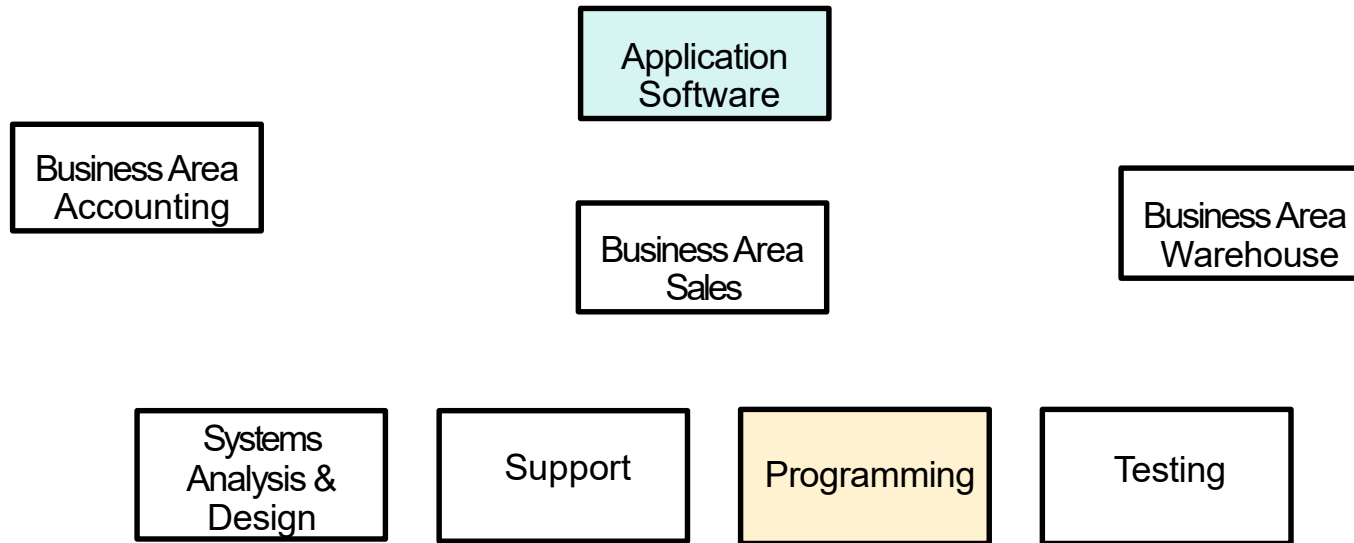 Application
Software
Business Area
Accounting
Business Area
Warehouse
Business Area
Sales
Systems
Analysis &
Design
Support
Programming
Testing